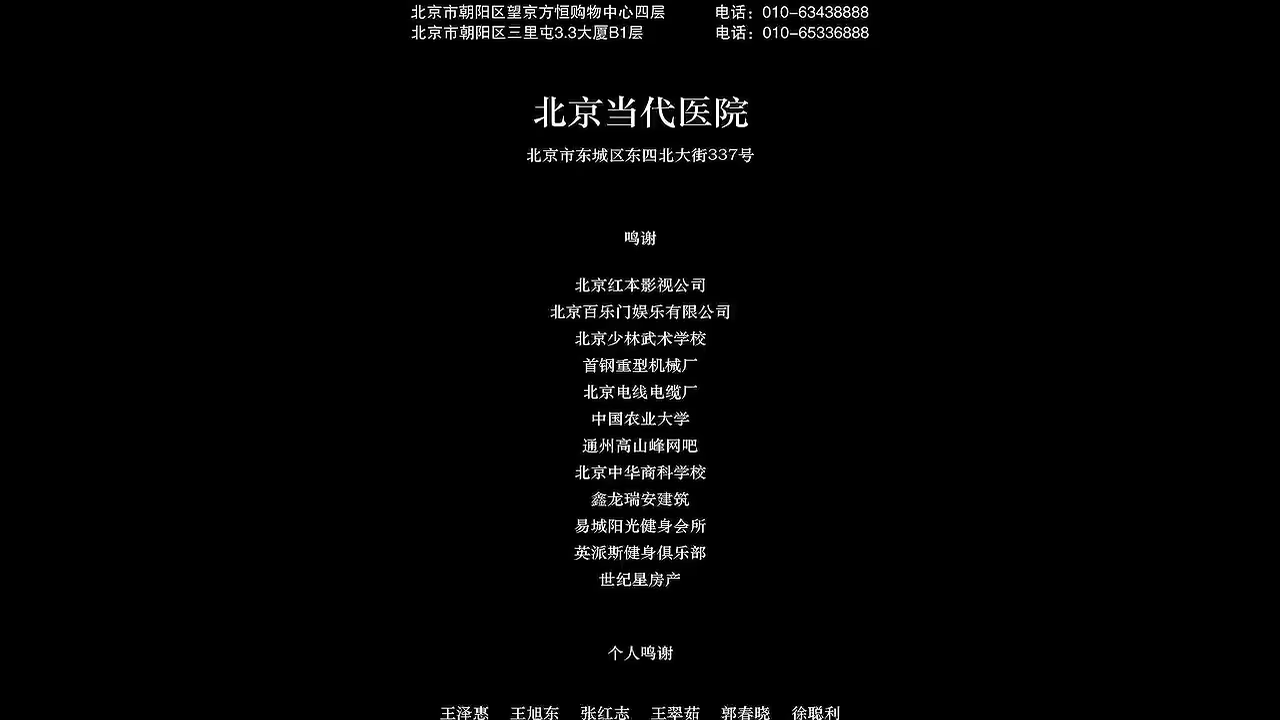 北京市朝阳区望京方恒购物中心四层 电话：010-63438888
北京市朝阳区三里屯3.3大厦B1层 电话：010-65336888
北京当代医院
北京市东城区东四北大街337号
鸣谢
北京红本影视公司
北京百乐门娱乐有限公司
北京少林武术学校
首钢重型机械厂
北京电线电缆厂
中国农业大学
通州高山峰网吧
北京中华商科学校
鑫龙瑞安建筑
易城阳光健身会所
英派斯健身俱乐部
世纪星房产
个人鸣谢
王泽惠 王旭东 张红志 王翠茹 郭春晓 徐聪利